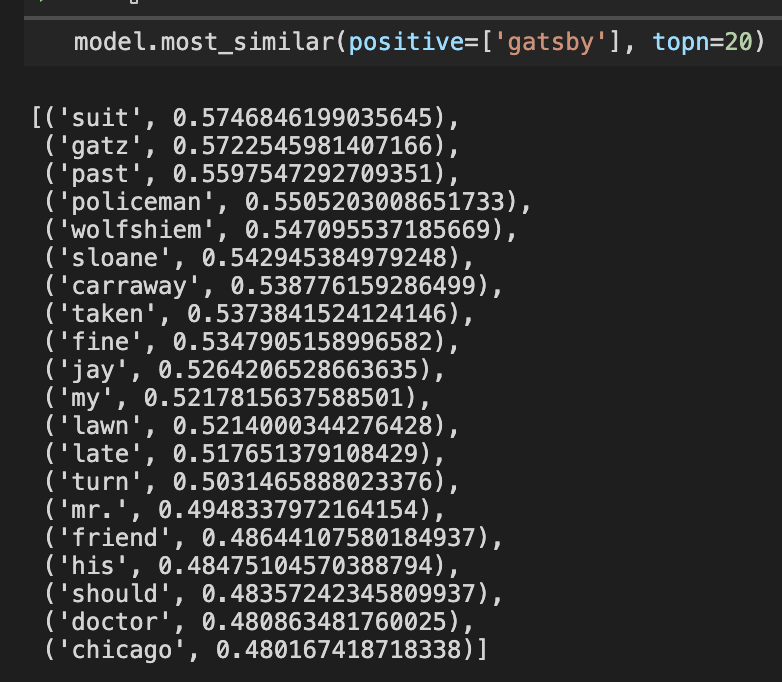 model.most_similar(positive=['gatsby'], topn=20)
[('suit', 0.5746846199035645),
('gatz', 0.5722545981407166),
('past', 0.5597547292709351),
('policeman', 0.5505203008651733),
('wolfshiem', 0.547095537185669),
('sloane', 0.542945384979248),
('carraway', 0.538776159286499),
('taken', 0.5373841524124146),
('fine', 0.5347905158996582),
('jay', 0.5264206528663635),
('my', 0.5217815637588501),
('lawn', 0.5214000344276428),
('late', 0.517651379108429),
('turn', 0.5031465888023376),
('mr.', 0.4948337972164154),
('friend', 0.48644107580184937),
('his', 0.48475104570388794),
('should', 0.48357242345809937),
('doctor', 0.480863481760025),
('chicago', 0.480167418718338)]